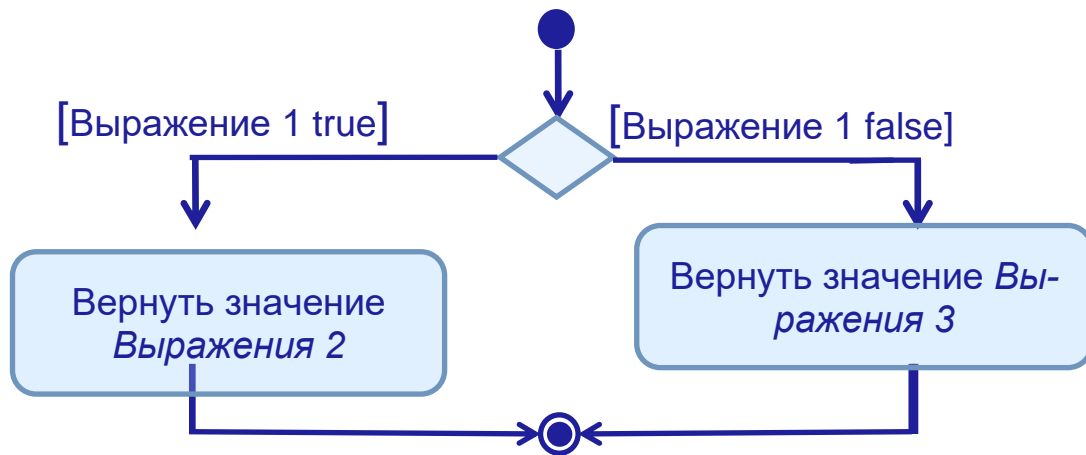 [Выражение 1 true]
[Выражение 1 false]
Вернуть значение
Выражения 2
Вернуть значение Вы-
ражения 3